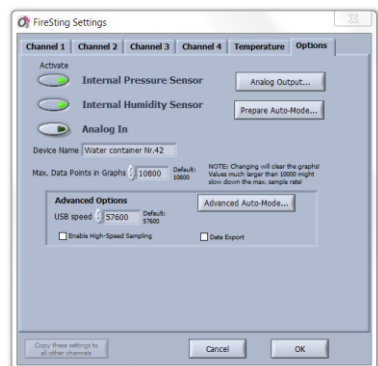 FireSting Settings
Channel 1 Channel 2 Channel 3 Channel 4 Temperature Options
Activate
Internal Pressure Sensor
Analog Output...
Internal Humidity Sensor
Prepare Auto-Mode...
Analog In
Device Name Water container Nr.42
Max. Data Points in Graphs 10800 Default: 10800
NOTE: Changing will clear the graphs!
Values much larger than 10000 might
slow down the max. sample rate!
Advanced Options
Advanced Auto-Mode...
USB speed 57600 Default: 57600
Enable High-Speed Sampling
Data Export
Copy these settings to
all other channels
Cancel
OK